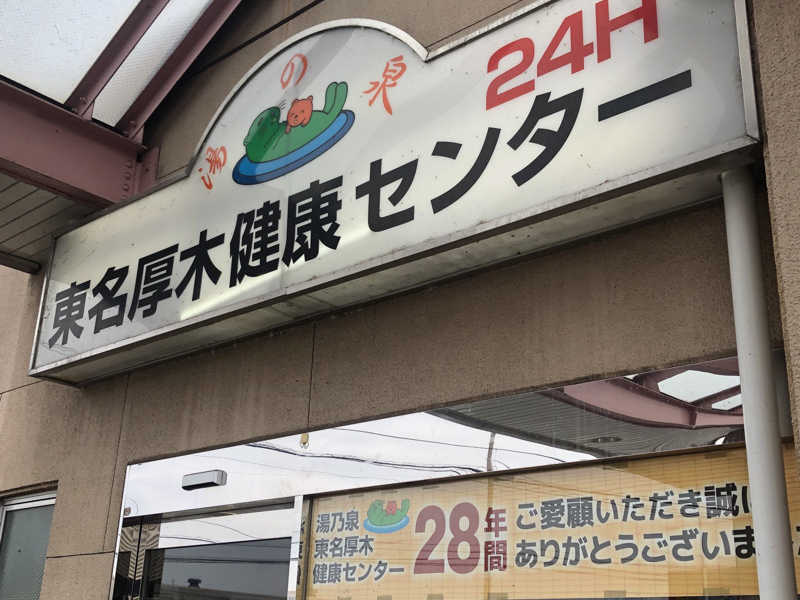 湯の泉
24H
東名厚木健康センター
湯乃泉
東名厚木
健康センター
28年間
ご愛顧いただき誠に
ありがとうございま